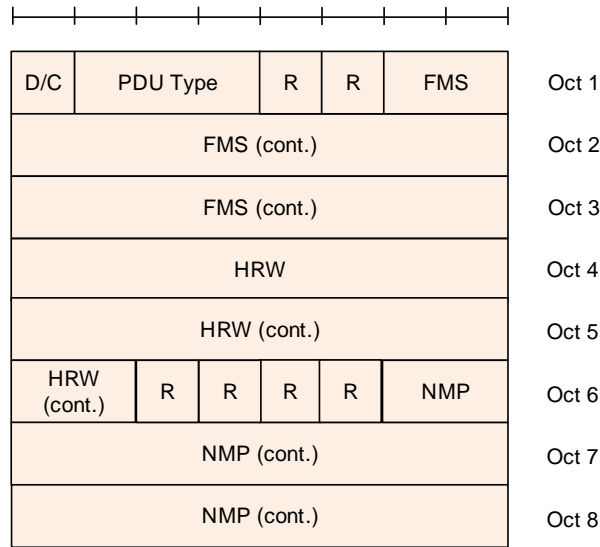 D/C PDU Type R R FMS Oct 1
FMS (cont.) Oct 2
FMS (cont.) Oct 3
HRW Oct 4
HRW (cont.) Oct 5
HRW
(cont.) R R R R NMP Oct 6
NMP (cont.) Oct 7
NMP (cont.) Oct 8